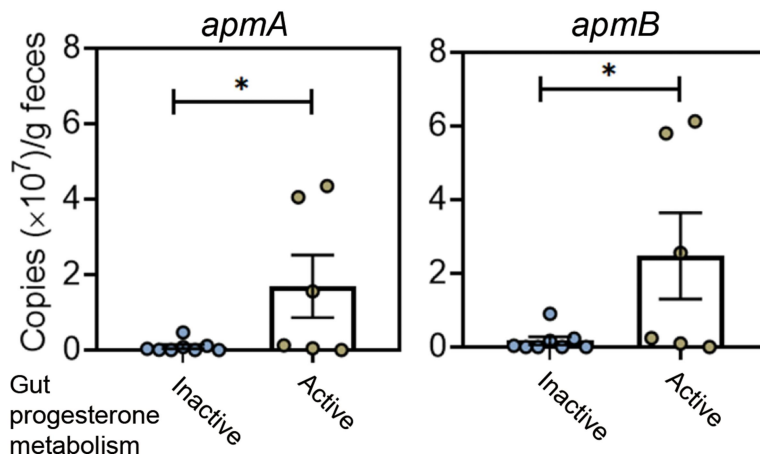 apmA
apmB
Copies (×10⁷)/g feces
8
6
4
2
0
*
8
6
4
2
0
*
Gut
progesterone
metabolism
Inactive
Active
Inactive
Active